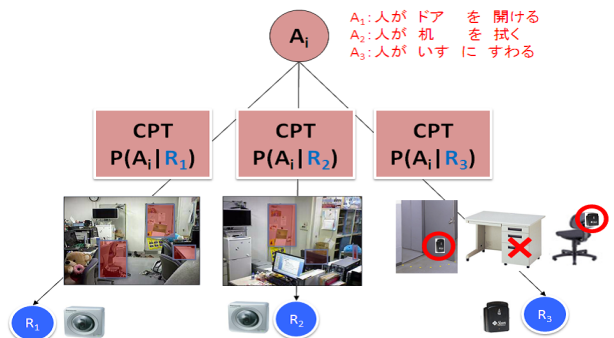 Ai
A1:人が ドア を 開ける
A2:人が 机 を 拭く
A3:人が いす に すわる
CPT
P(Ai|R1)
CPT
P(Ai|R2)
CPT
P(Ai|R3)
R1
R2
R3